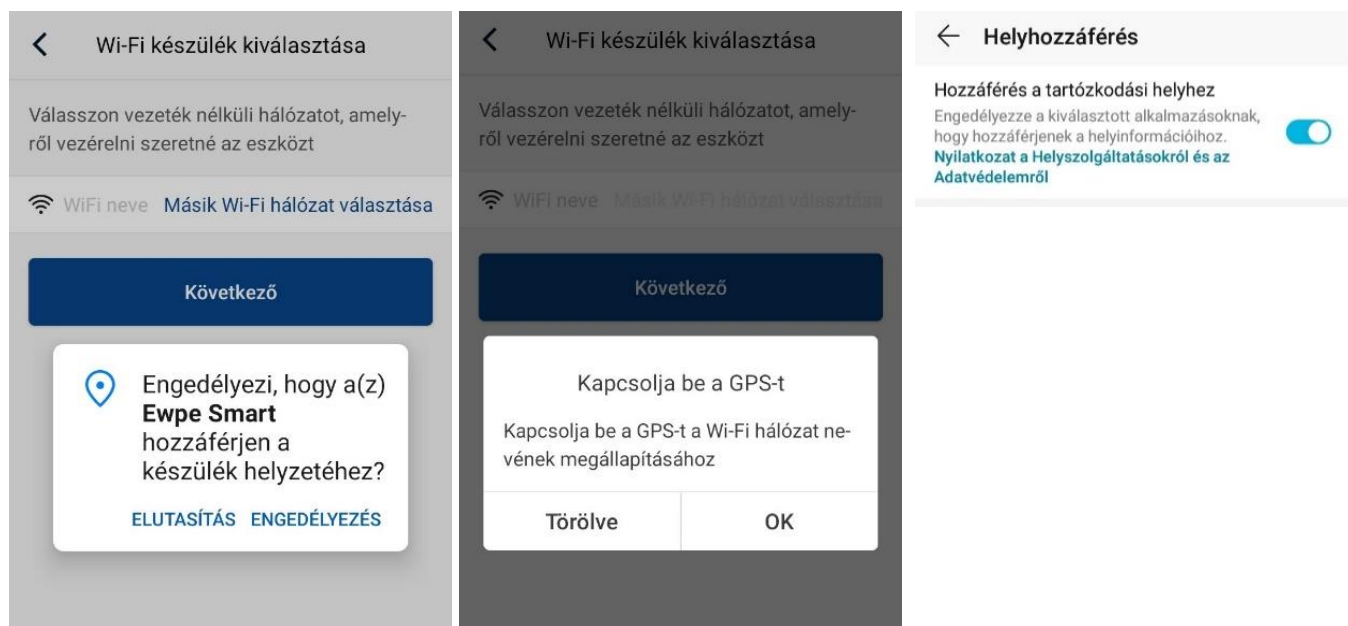 Wi-Fi készülék kiválasztása
Válasszon vezeték nélküli hálózatot, amely-
ről vezérelni szeretné az eszközt
WiFi neve Másik Wi-Fi hálózat választása
Következő
Engedélyezi, hogy a(z)
Ewpe Smart
hozzáférjen a
készülék helyzetéhez?
ELUTASÍTÁS ENGEDÉLYEZÉS
Wi-Fi készülék kiválasztása
Válasszon vezeték nélküli hálózatot, amely-
ről vezérelni szeretné az eszközt
WiFi neve Másik Wi-Fi hálózat választása
Következő
Kapcsolja be a GPS-t
Kapcsolja be a GPS-t a Wi-Fi hálózat ne-
vének megállapításához
Törölve OK
Helyhozzáférés
Hozzáférés a tartózkodási helyhez
Engedélyezze a kiválasztott alkalmazásoknak,
hogy hozzáférjenek a helyinformációihoz.
Nyilatkozat a Helyszolgáltatásokról és az
Adatvédelemről